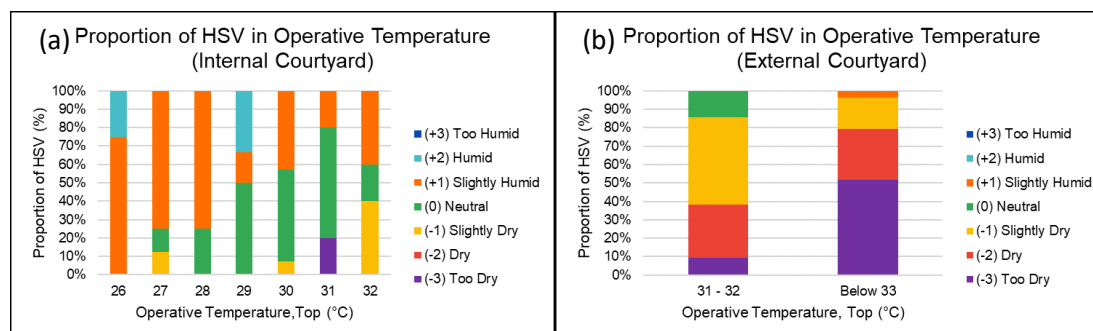 (a) Proportion of HSV in Operative Temperature
(Internal Courtyard)
Proportion of HSV (%)
100%
90%
80%
70%
60%
50%
40%
30%
20%
10%
0%
26 27 28 29 30 31 32
Operative Temperature,Top (°C)
(+3) Too Humid
(+2) Humid
(+1) Slightly Humid
(0) Neutral
(-1) Slightly Dry
(-2) Dry
(-3) Too Dry
(b) Proportion of HSV in Operative Temperature
(External Courtyard)
Proportion of HSV (%)
100%
90%
80%
70%
60%
50%
40%
30%
20%
10%
0%
31 - 32 Below 33
Operative Temperature, Top (°C)
(+3) Too Humid
(+2) Humid
(+1) Slightly Humid
(0) Neutral
(-1) Slightly Dry
(-2) Dry
(-3) Too Dry